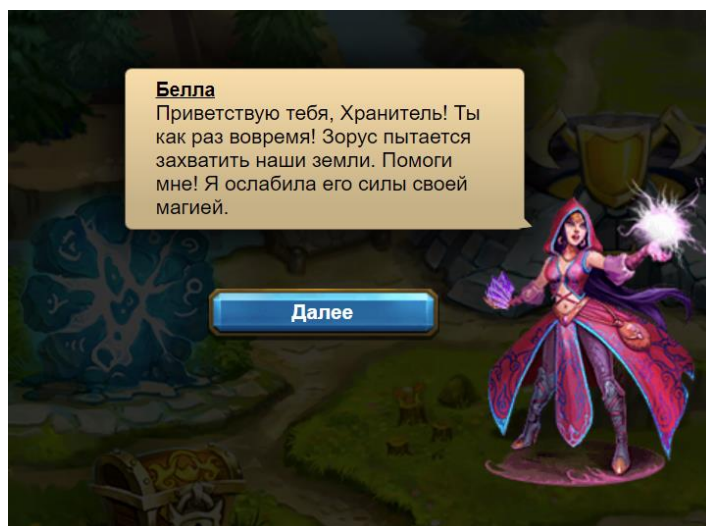 Белла
Приветствую тебя, Хранитель! Ты
как раз вовремя! Зорус пытается
захватить наши земли. Помоги
мне! Я ослабила его силы своей
магией.
Далее